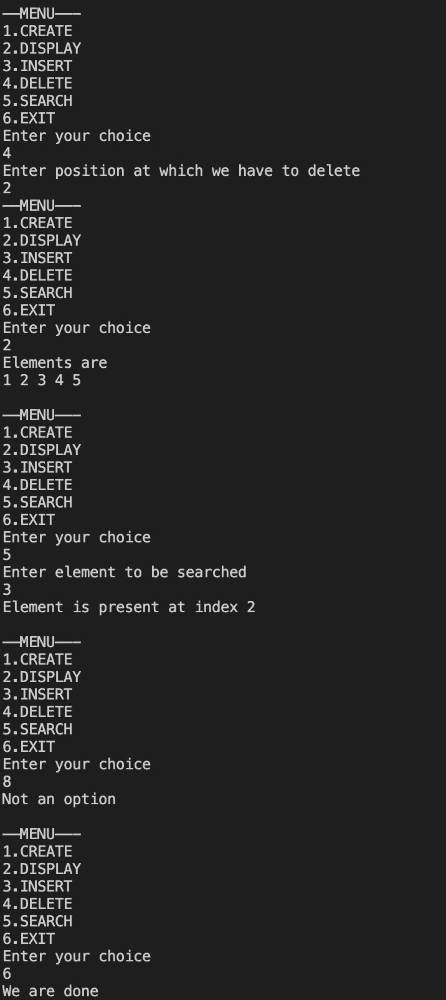 ——MENU———
1.CREATE
2.DISPLAY
3.INSERT
4.DELETE
5.SEARCH
6.EXIT
Enter your choice
4
Enter position at which we have to delete
2
——MENU———
1.CREATE
2.DISPLAY
3.INSERT
4.DELETE
5.SEARCH
6.EXIT
Enter your choice
2
Elements are
1 2 3 4 5
——MENU———
1.CREATE
2.DISPLAY
3.INSERT
4.DELETE
5.SEARCH
6.EXIT
Enter your choice
5
Enter element to be searched
3
Element is present at index 2
——MENU———
1.CREATE
2.DISPLAY
3.INSERT
4.DELETE
5.SEARCH
6.EXIT
Enter your choice
8
Not an option
——MENU———
1.CREATE
2.DISPLAY
3.INSERT
4.DELETE
5.SEARCH
6.EXIT
Enter your choice
6
We are done